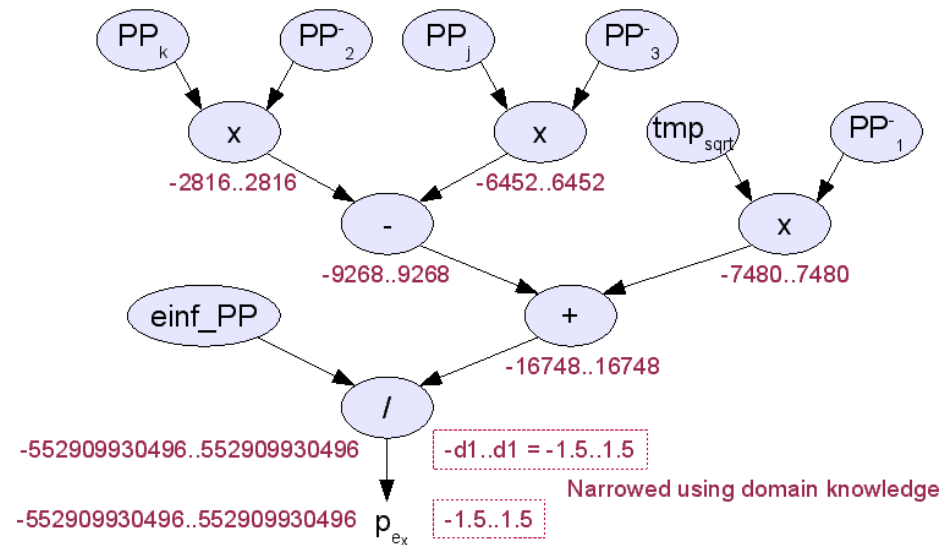 PPk PP-2 PPj PP-3
x x tmpsqrt PP-1
-2816..2816 -6452..6452
- x
-9268..9268 -7480..7480
einf_PP +
-16748..16748
/
-552909930496..552909930496 -d1..d1 = -1.5..1.5
Narrowed using domain knowledge
-552909930496..552909930496 pex -1.5..1.5